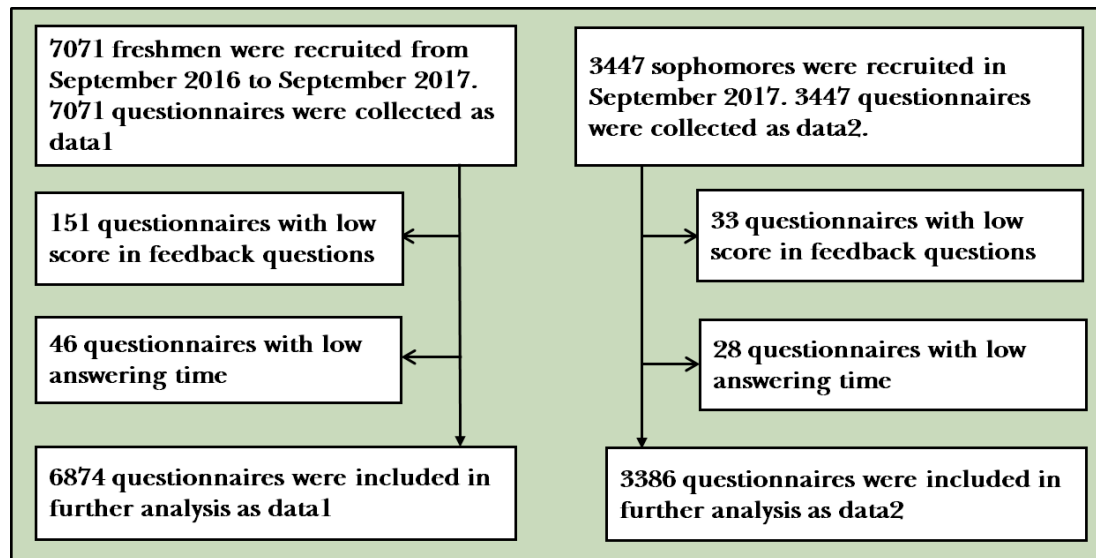 7071 freshmen were recruited from
September 2016 to September 2017.
7071 questionnaires were collected as
data1
3447 sophomores were recruited in
September 2017. 3447 questionnaires
were collected as data2.
151 questionnaires with low
score in feedback questions
33 questionnaires with low
score in feedback questions
46 questionnaires with low
answering time
28 questionnaires with low
answering time
6874 questionnaires were included in
further analysis as data1
3386 questionnaires were included in
further analysis as data2